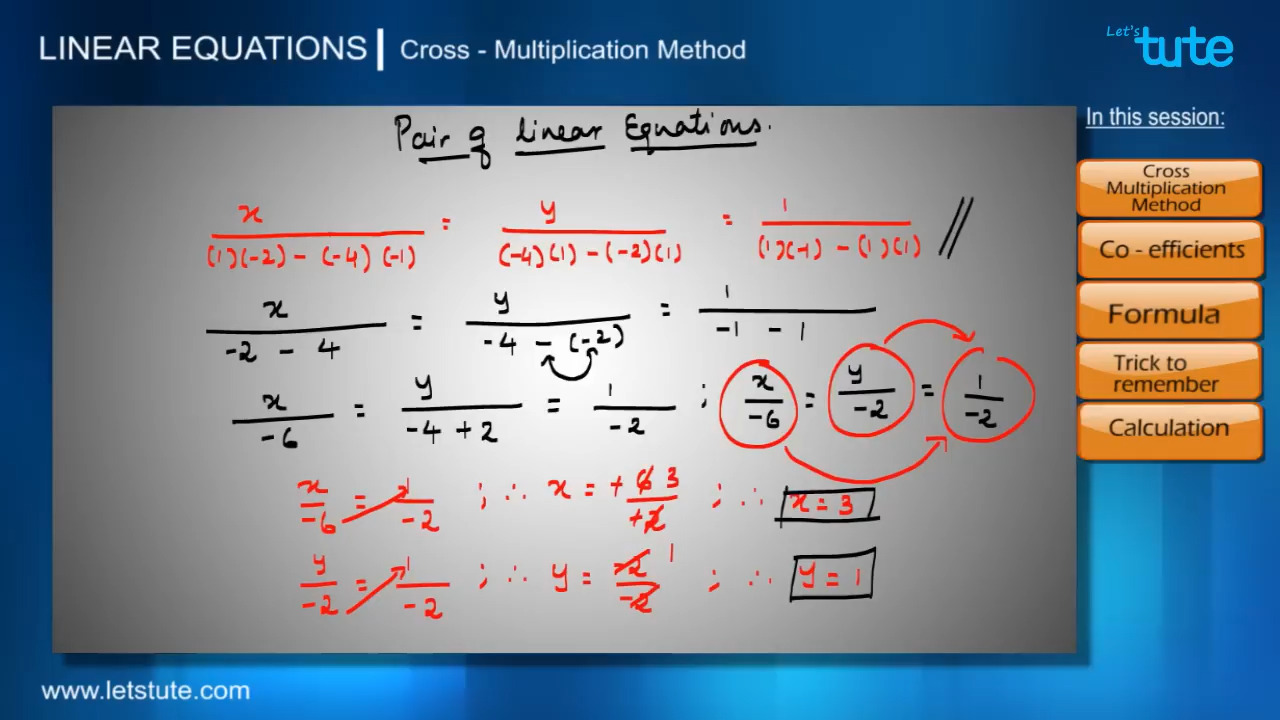 LINEAR EQUATIONS | Cross - Multiplication Method
Let's tute
In this session:
Cross Multiplication Method
Co - efficients
Formula
Trick to remember
Calculation
Pair of linear Equations.
x/((1)(-2) - (-4)(-1)) = y/((-4)(1) - (-2)(1)) = 1/((1)(-1) - (1)(1)) //
x/(-2 - 4) = y/(-4 - (-2)) = 1/(-1 - 1)
x/-6 = y/(-4 + 2) = 1/-2 ; x/-6 = y/-2 = 1/-2
x/-6 = 1/-2 ; ∴ x = +6/+2 3 ; ∴ x = 3
y/-2 = 1/-2 ; ∴ y = -2/-2 1 ; ∴ y = 1
www.letstute.com